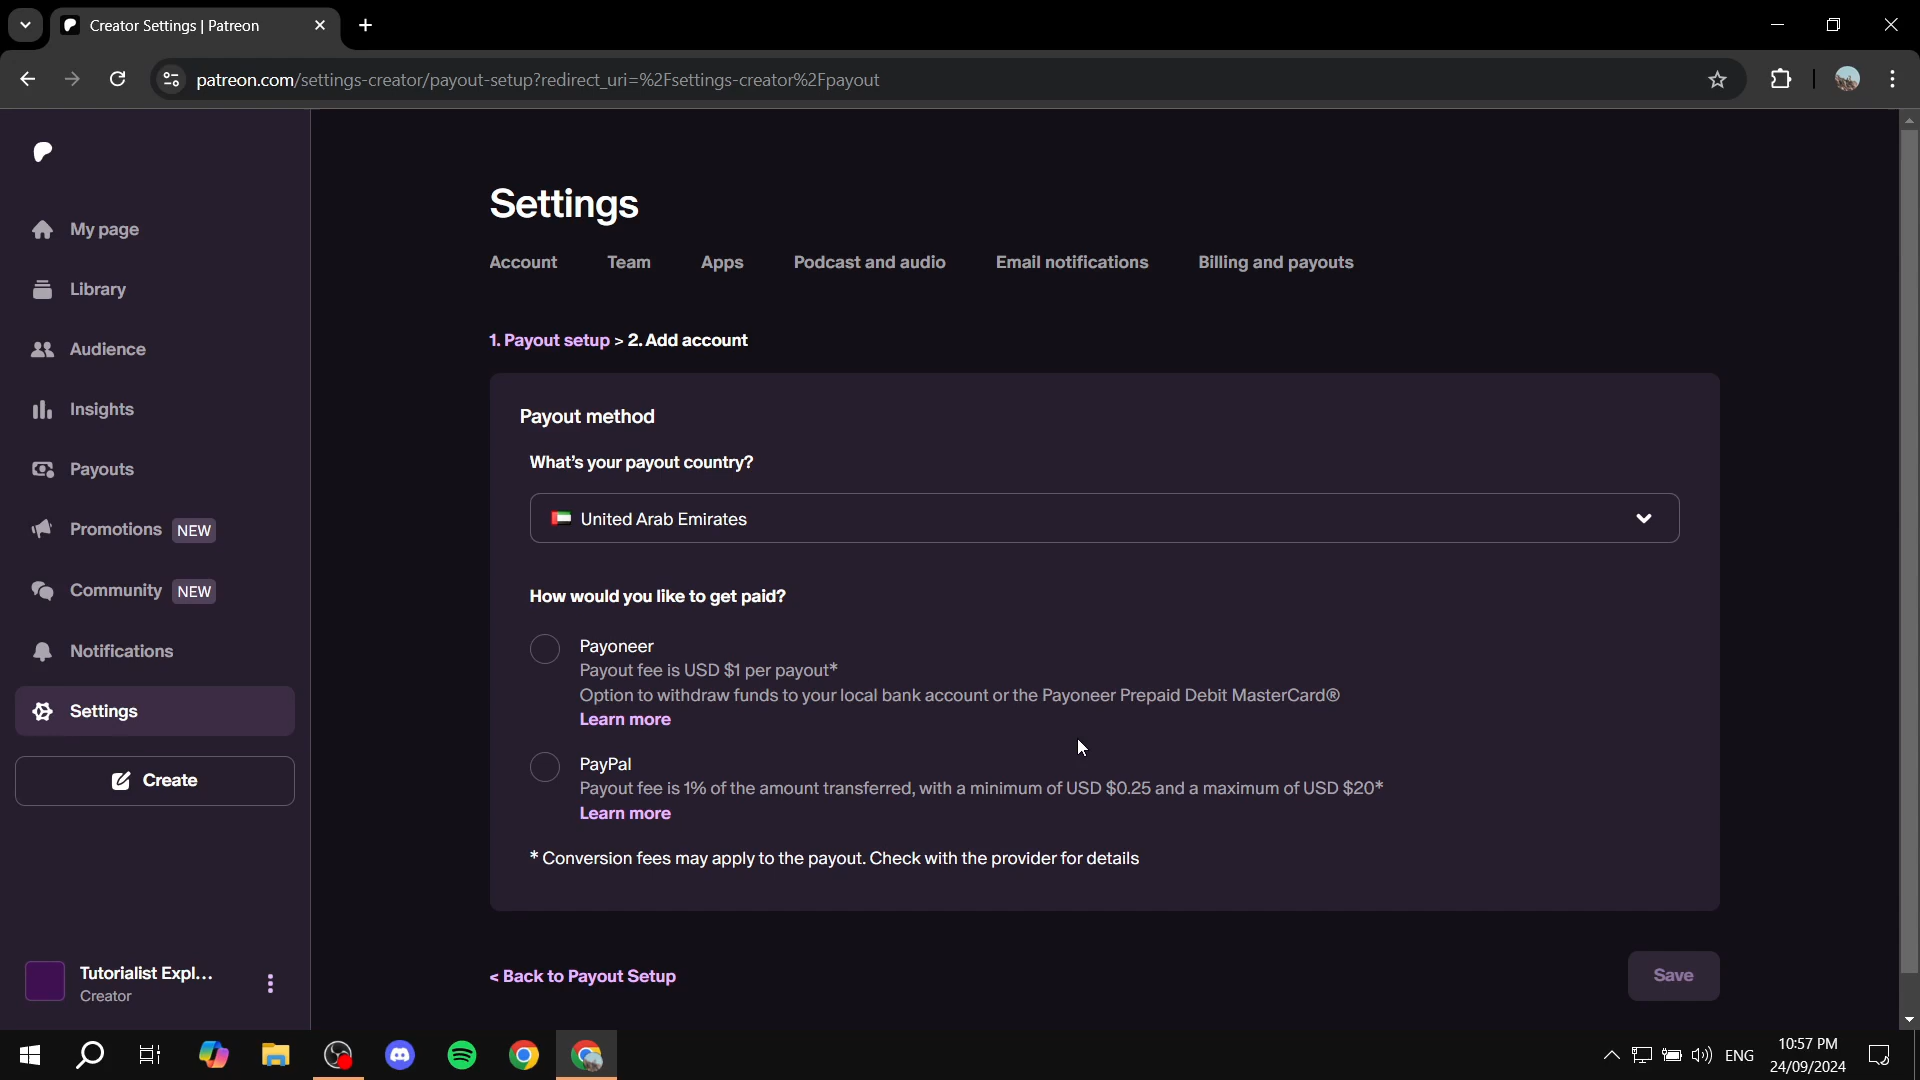 Creator Settings | Patreon
patreon.com/settings-creator/payout-setup?redirect_uri=%2Fsettings-creator%2Fpayout
My page
Library
Audience
Insights
Payouts
Promotions NEW
Community NEW
Notifications
Settings
Create
Tutorialist Expl...
Creator
Settings
Account Team Apps Podcast and audio Email notifications Billing and payouts
1. Payout setup > 2. Add account
Payout method
What's your payout country?
United Arab Emirates
How would you like to get paid?
Payoneer
Payout fee is USD $1 per payout*
Option to withdraw funds to your local bank account or the Payoneer Prepaid Debit MasterCard®
Learn more
PayPal
Payout fee is 1% of the amount transferred, with a minimum of USD $0.25 and a maximum of USD $20*
Learn more
* Conversion fees may apply to the payout. Check with the provider for details
< Back to Payout Setup
Save
ENG
10:57 PM
24/09/2024